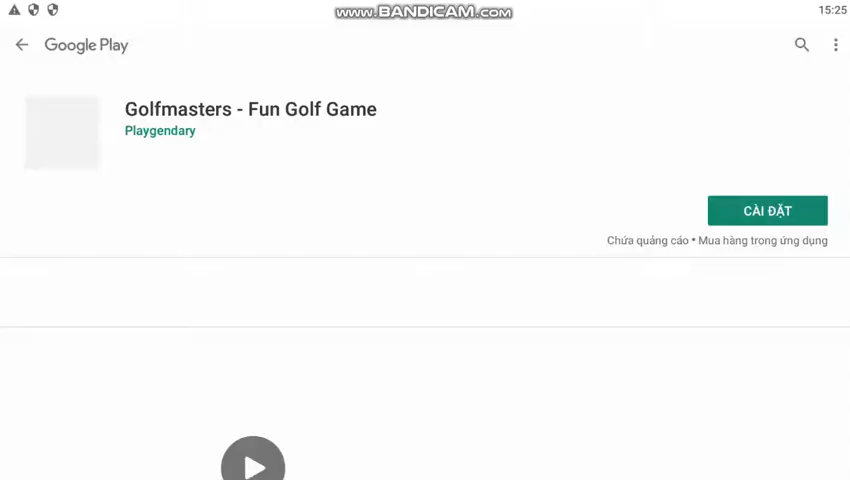 www.BANDICAM.com
15:25
Google Play
Golfmasters - Fun Golf Game
Playgendary
CÀI ĐẶT
Chứa quảng cáo • Mua hàng trong ứng dụng